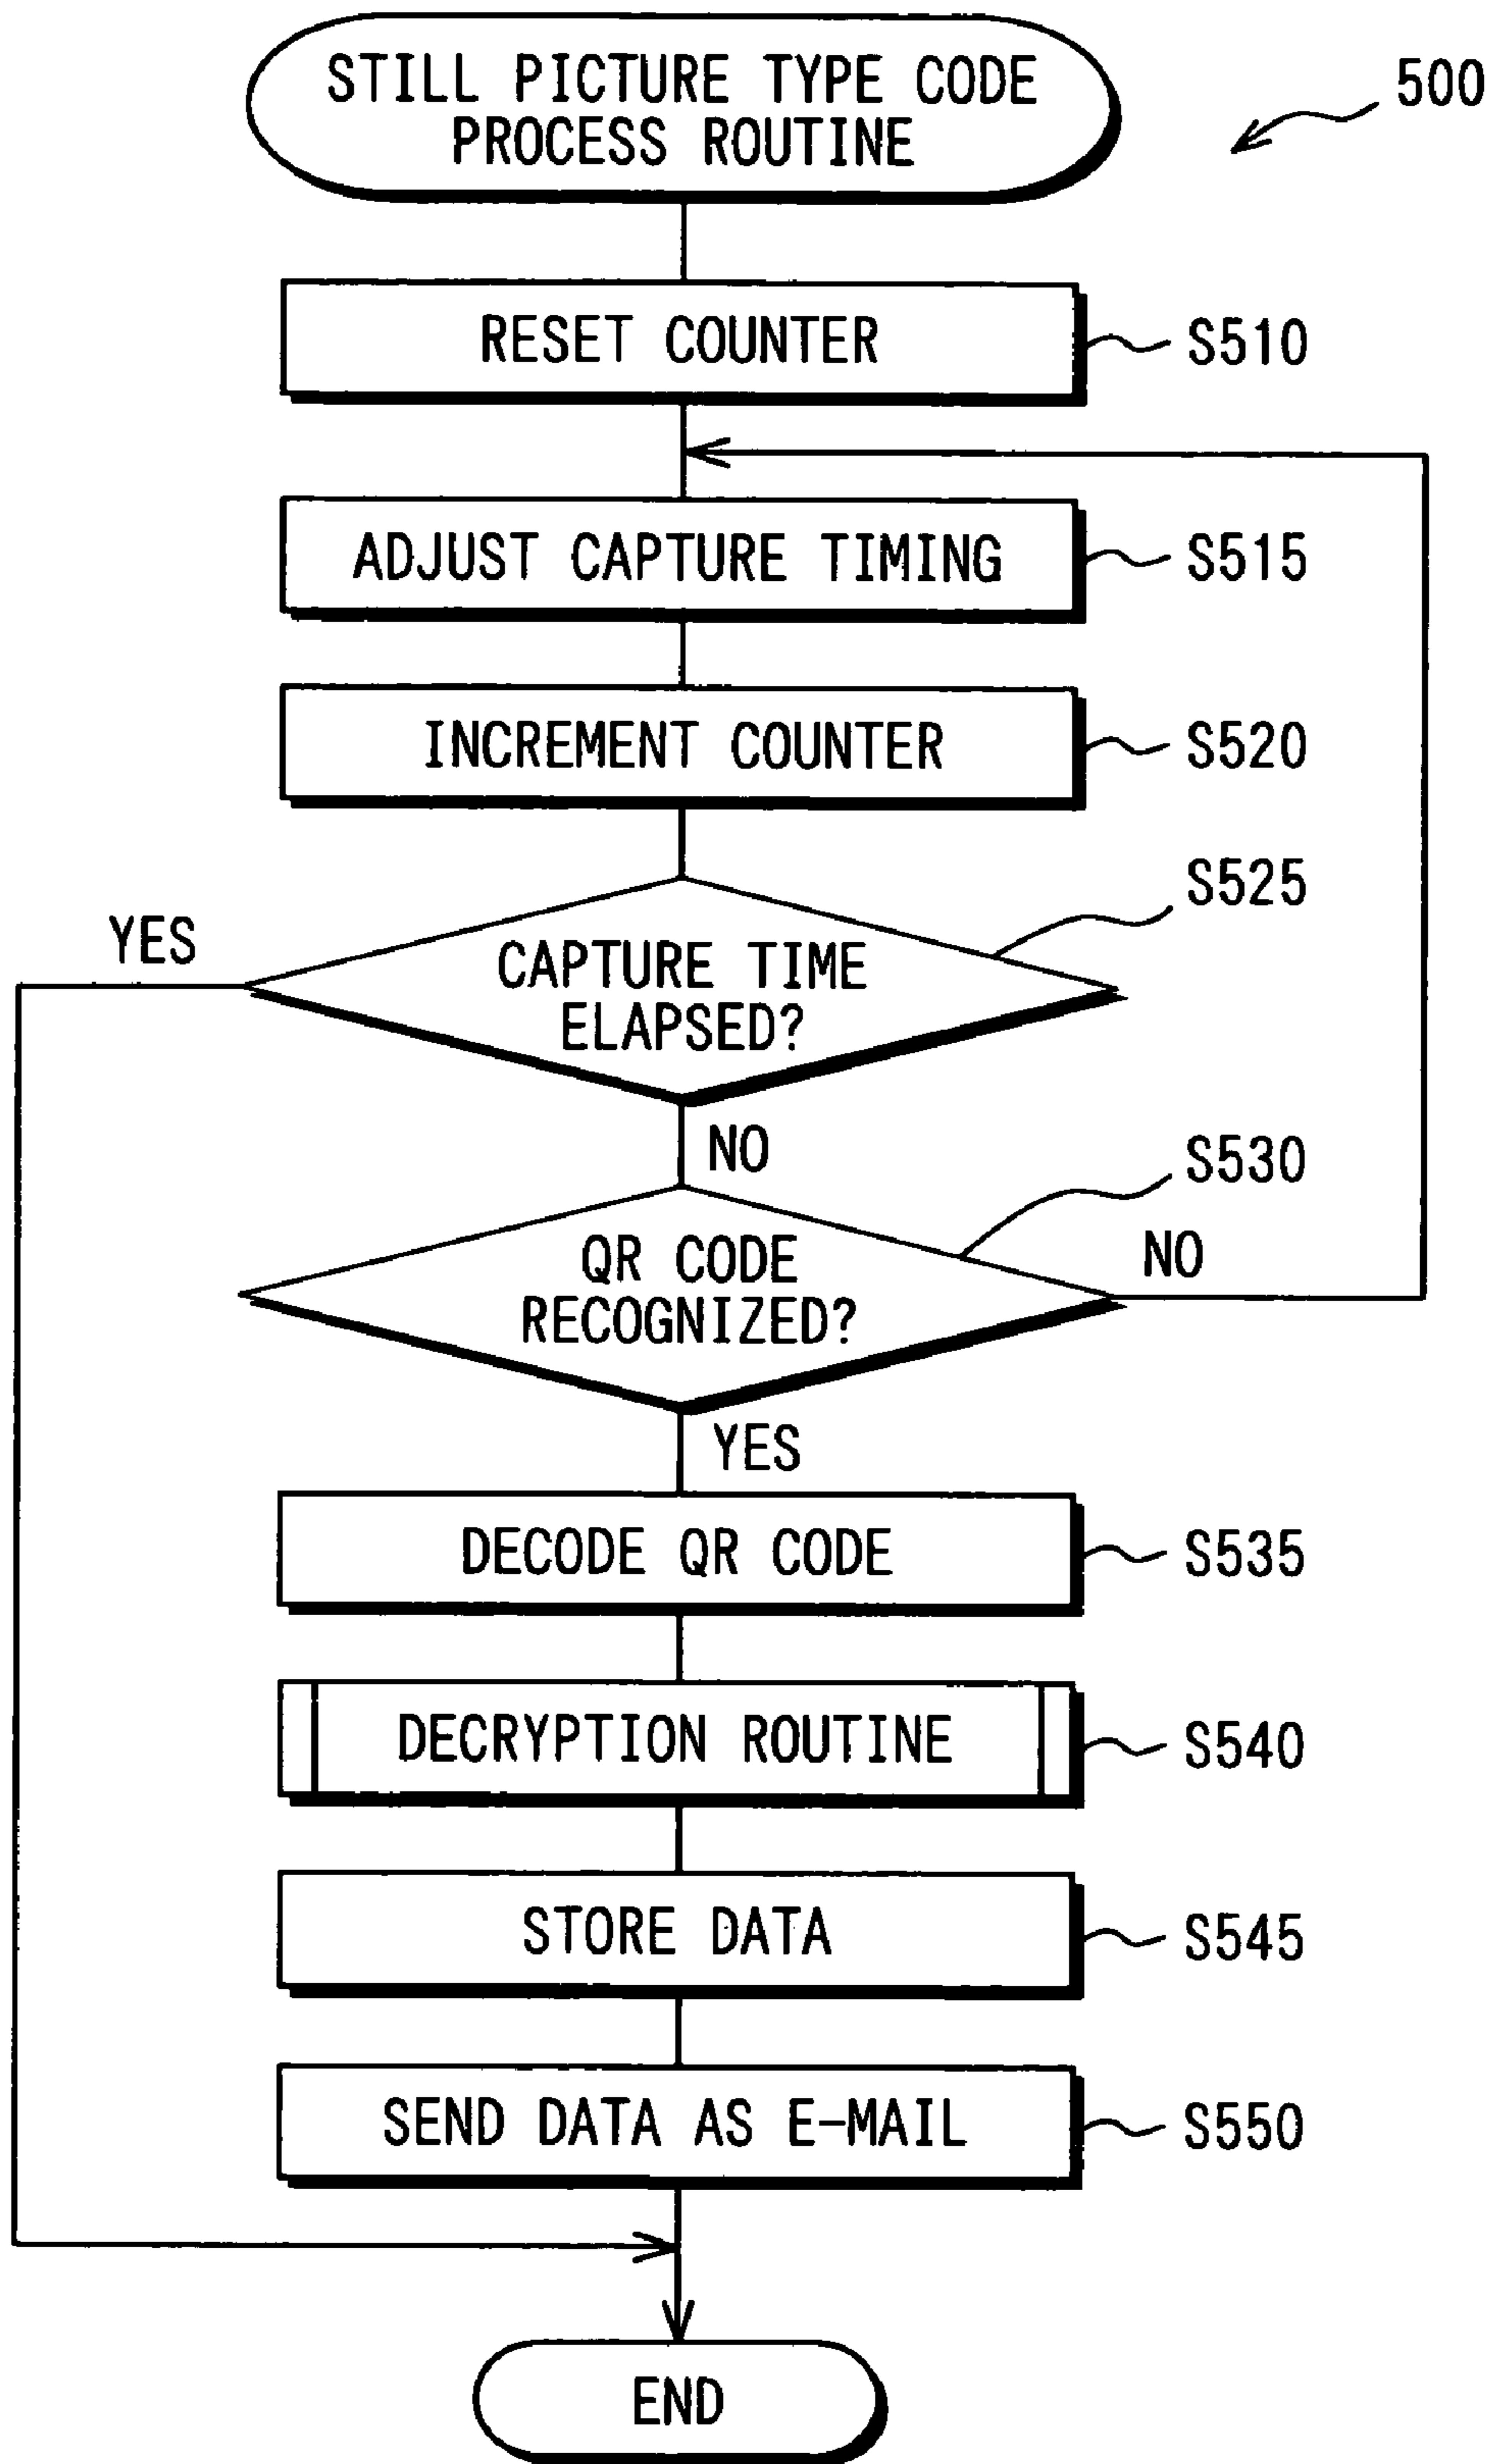 STILL PICTURE TYPE CODE
PROCESS ROUTINE
500
RESET COUNTER
S510
ADJUST CAPTURE TIMING
S515
INCREMENT COUNTER
S520
S525
YES
CAPTURE TIME
ELAPSED?
NO
S530
QR CODE
RECOGNIZED?
NO
YES
DECODE QR CODE
S535
DECRYPTION ROUTINE
S540
STORE DATA
S545
SEND DATA AS E-MAIL
S550
END